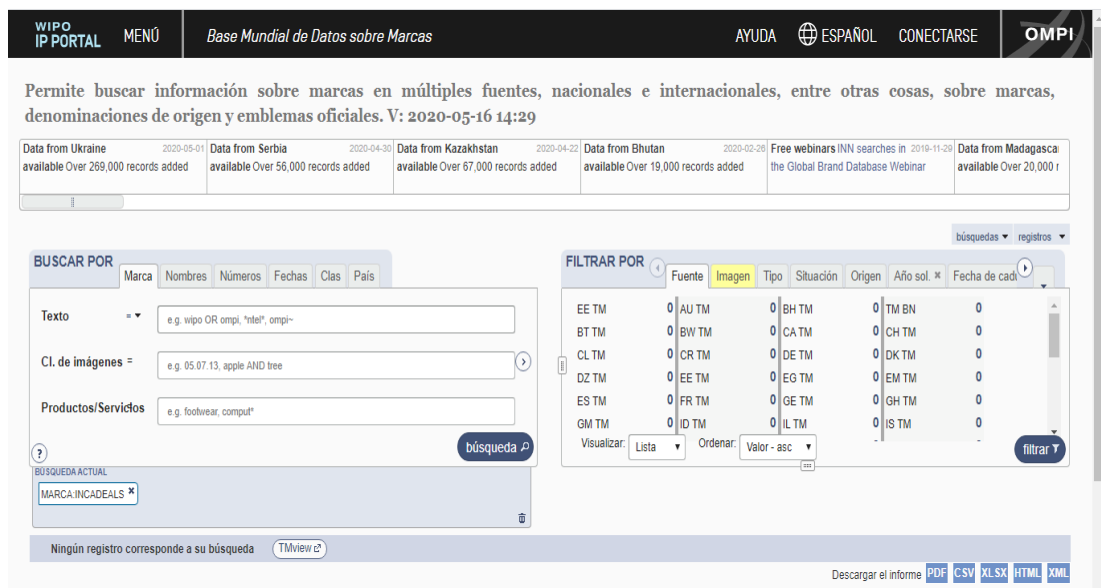 WIPO
IP PORTAL MENÚ Base Mundial de Datos sobre Marcas AYUDA ESPAÑOL CONECTARSE OMPI
Permite buscar información sobre marcas en múltiples fuentes, nacionales e internacionales, entre otras cosas, sobre marcas,
denominaciones de origen y emblemas oficiales. V: 2020-05-16 14:29
Data from Ukraine 2020-05-01 Data from Serbia 2020-04-30 Data from Kazakhstan 2020-04-22 Data from Bhutan 2020-02-26 Free webinars INN searches in 2019-11-29 Data from Madagascar
available Over 269,000 records added available Over 56,000 records added available Over 67,000 records added available Over 19,000 records added the Global Brand Database Webinar available Over 20,000 r
búsquedas registros
BUSCAR POR
Marca Nombres Números Fechas Clas País
FILTRAR POR
Fuente Imagen Tipo Situación Origen Año sol. × Fecha de cadu
Texto = e.g. wipo OR ompi, *ntel*, ompi~
Cl. de imágenes = e.g. 05.07.13, apple AND tree
Productos/Servicios e.g. footwear, comput*
? búsqueda
EE TM 0 AU TM 0 BH TM 0 TM BN 0
BT TM 0 BW TM 0 CA TM 0 CH TM 0
CL TM 0 CR TM 0 DE TM 0 DK TM 0
DZ TM 0 EE TM 0 EG TM 0 EM TM 0
ES TM 0 FR TM 0 GE TM 0 GH TM 0
GM TM 0 ID TM 0 IL TM 0 IS TM 0
Visualizar: Lista Ordenar: Valor - asc filtrar
BÚSQUEDA ACTUAL
MARCA:INCADEALS ×
Ningún registro corresponde a su búsqueda TMview
Descargar el informe PDF CSV XLSX HTML XML